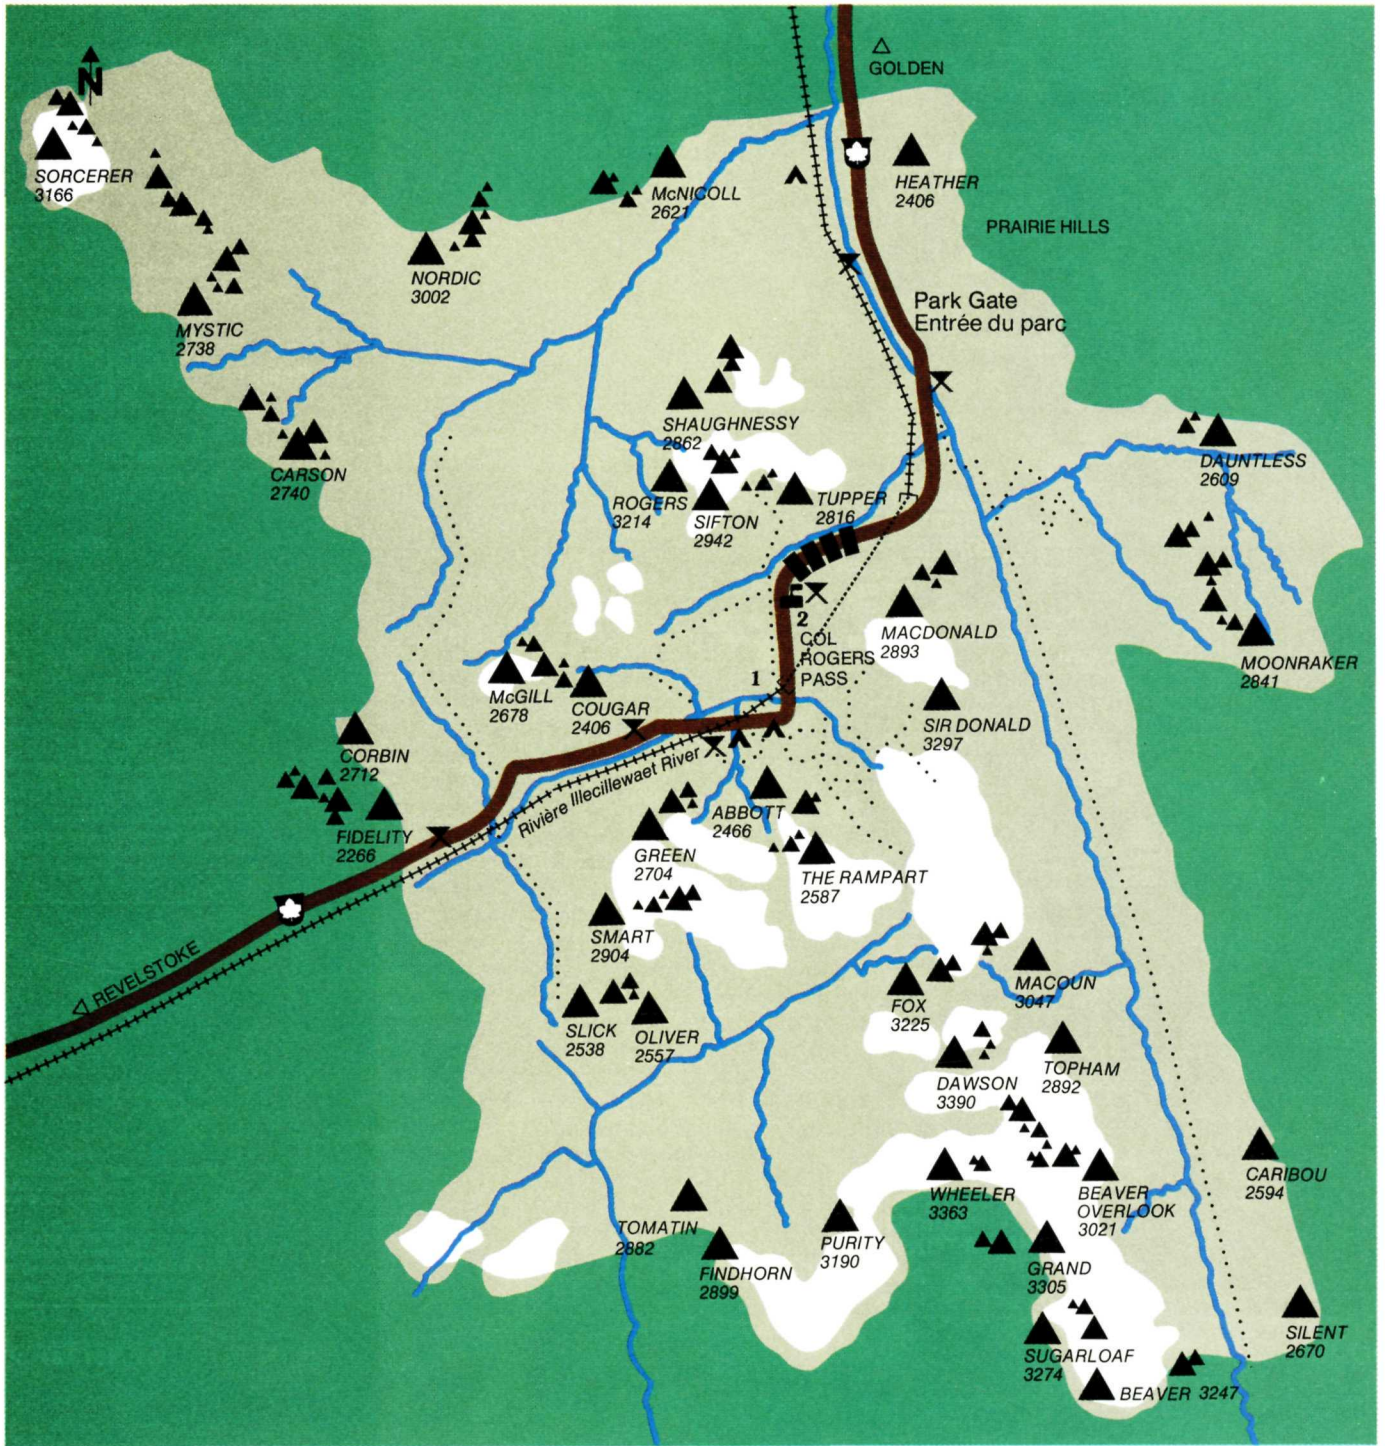 N
GOLDEN
SORCERER
3166
McNICOLL
2621
HEATHER
2406
PRAIRIE HILLS
NORDIC
3002
Park Gate
Entrée du parc
MYSTIC
2738
SHAUGHNESSY
2862
CARSON
2740
DAUNTLESS
2609
ROGERS
3214
SIFTON
2942
TUPPER
2816
2
COL
ROGERS
PASS
1
MACDONALD
2893
MOONRAKER
2841
McGILL
2678
COUGAR
2406
SIR DONALD
3297
CORBIN
2712
Rivière Illecillewaet River
FIDELITY
2266
ABBOTT
2466
GREEN
2704
THE RAMPART
2587
SMART
2904
REVELSTOKE
MACOUN
3047
FOX
3225
SLICK
2538
OLIVER
2557
TOPHAM
2892
DAWSON
3390
CARIBOU
2594
WHEELER
3363
BEAVER
OVERLOOK
3021
TOMATIN
2882
PURITY
3190
FINDHORN
2899
GRAND
3305
SILENT
2670
SUGARLOAF
3274
BEAVER 3247